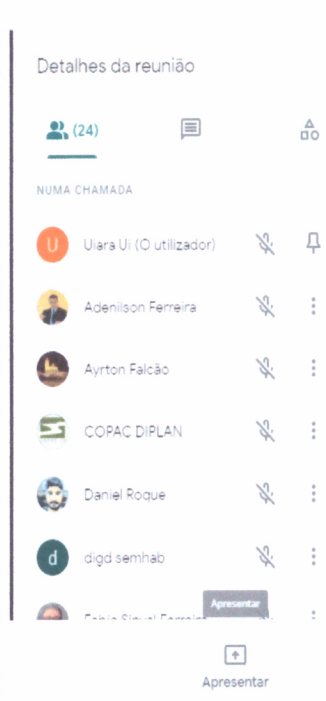 Detalhes da reunião
(24)
NUMA CHAMADA
U Uiara Ui (O utilizador)
Adenilson Ferreira
Ayrton Falcão
COPAC DIPLAN
Daniel Roque
d digd semhab
Apresentar
Fabio
Apresentar